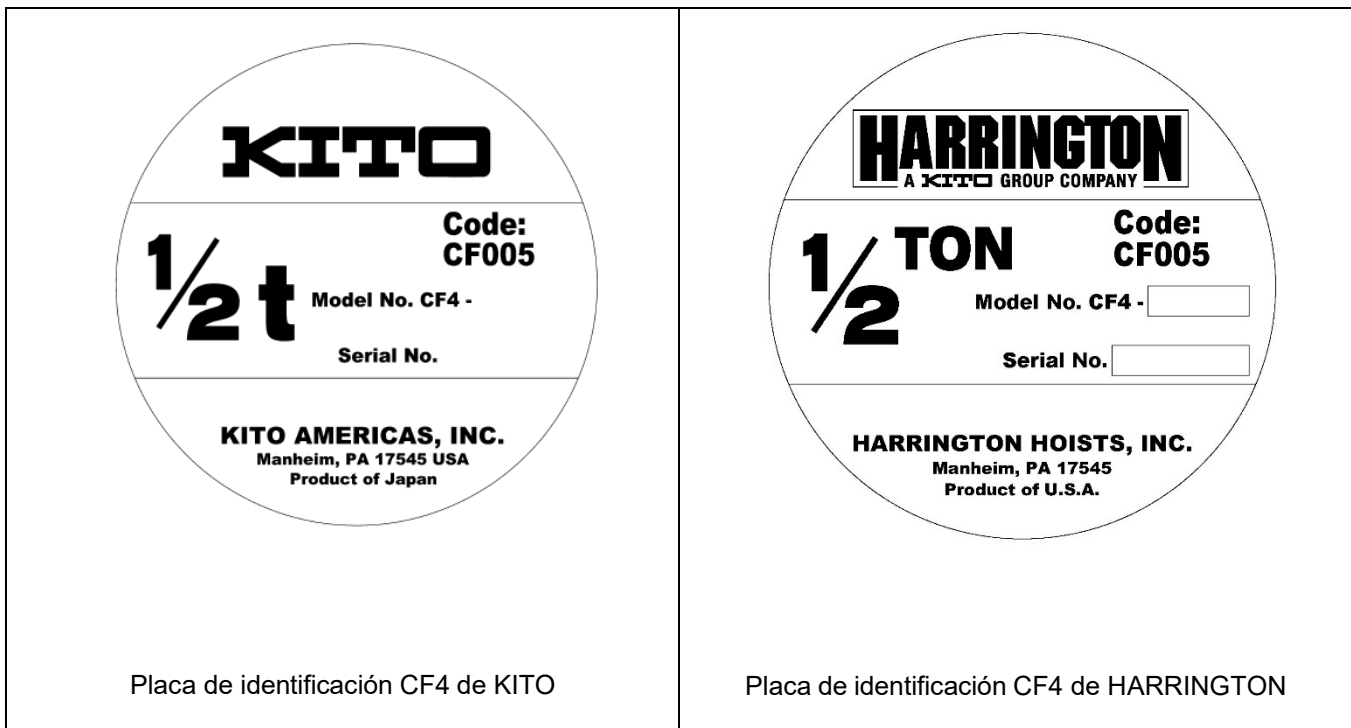 KITO
Code:
CF005
1/2 t
Model No. CF4 -
Serial No.
KITO AMERICAS, INC.
Manheim, PA 17545 USA
Product of Japan
Placa de identificación CF4 de KITO
HARRINGTON
A KITO GROUP COMPANY
Code:
CF005
1/2 TON
Model No. CF4 -
Serial No.
HARRINGTON HOISTS, INC.
Manheim, PA 17545
Product of U.S.A.
Placa de identificación CF4 de HARRINGTON